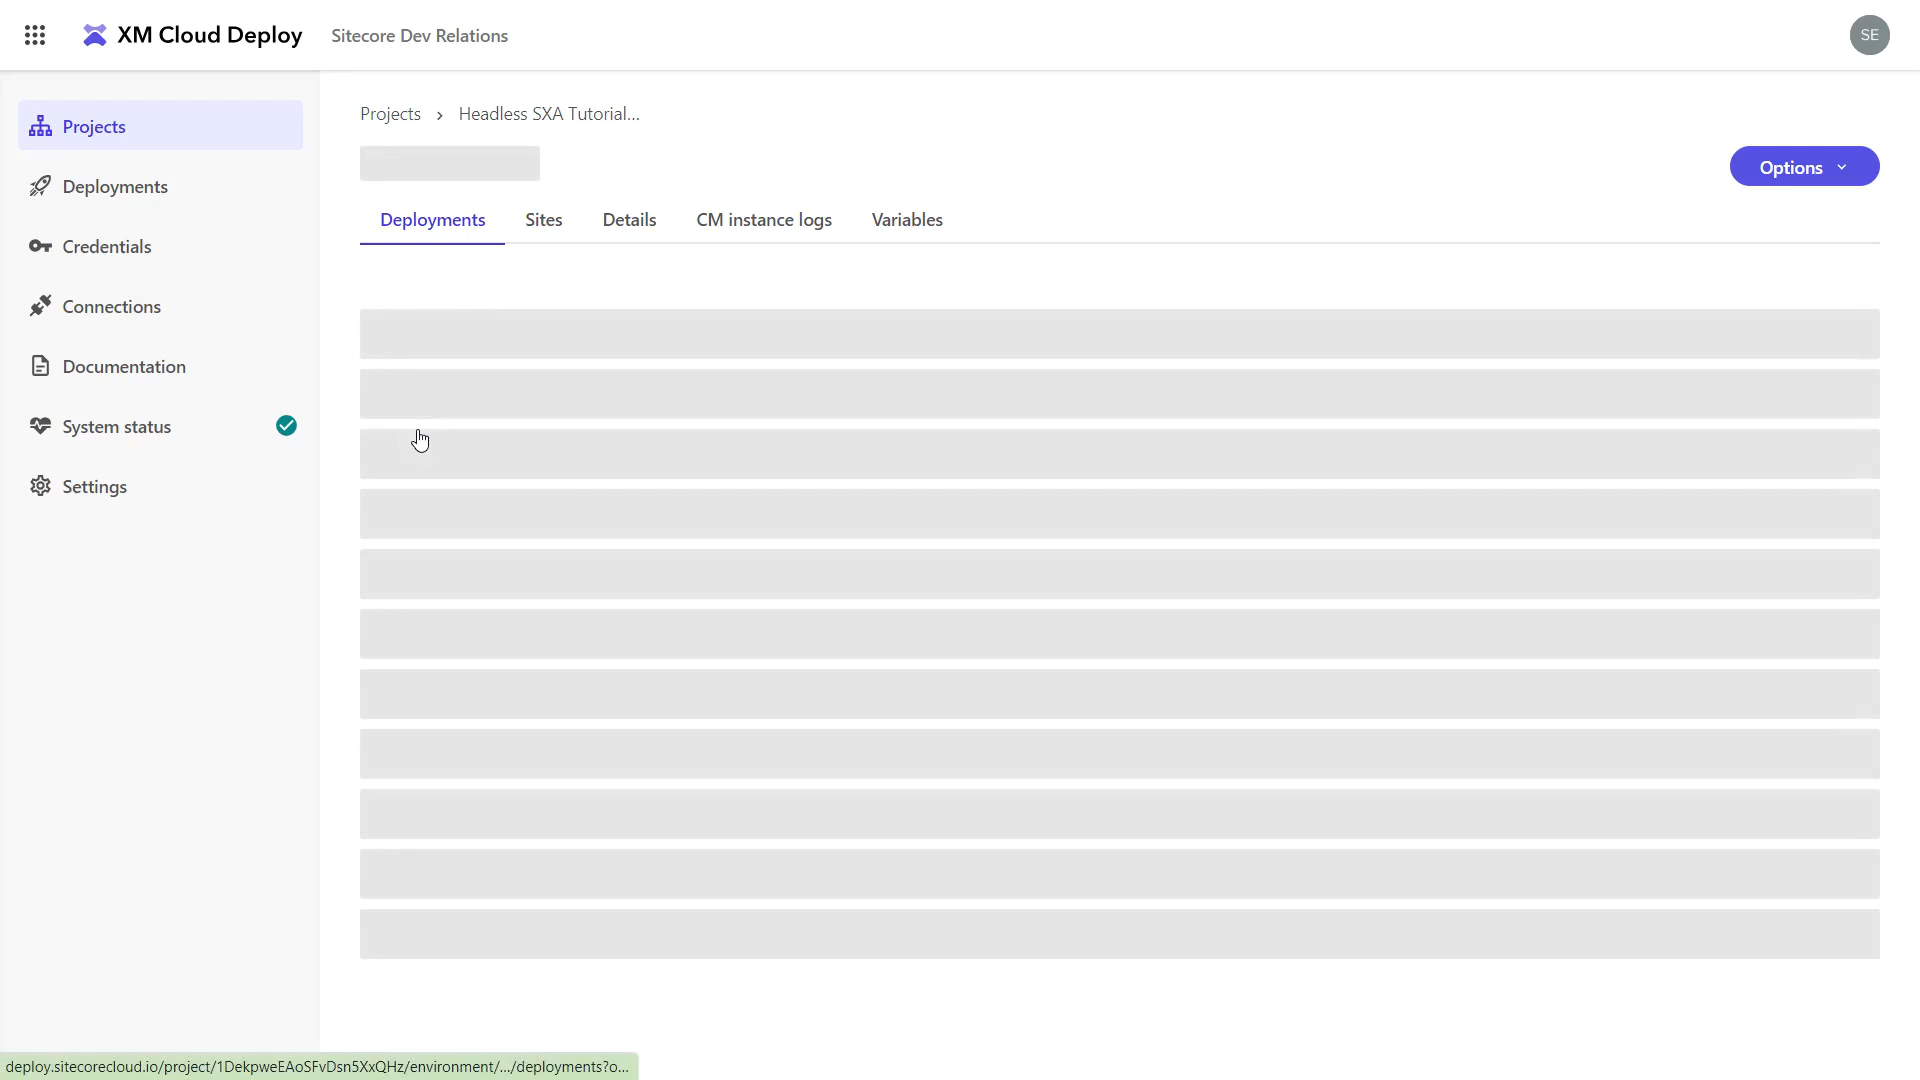 XM Cloud Deploy
Sitecore Dev Relations
SE
Projects
Deployments
Credentials
Connections
Documentation
System status
Settings
Projects › Headless SXA Tutorial...
Options
Deployments Sites Details CM instance logs Variables
deploy.sitecorecloud.io/project/1DekpweEAoSFvDsn5XxQHz/environment/.../deployments?o...